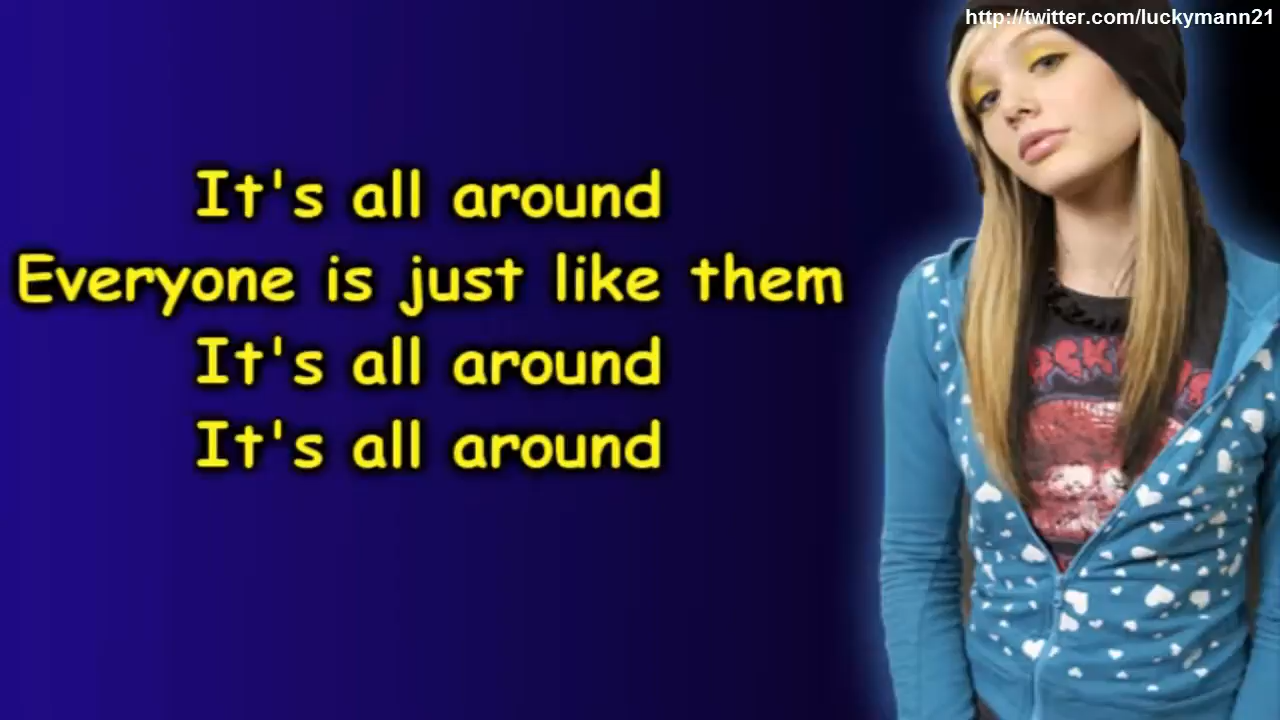 http://twitter.com/luckymann21
It's all around
Everyone is just like them
It's all around
It's all around